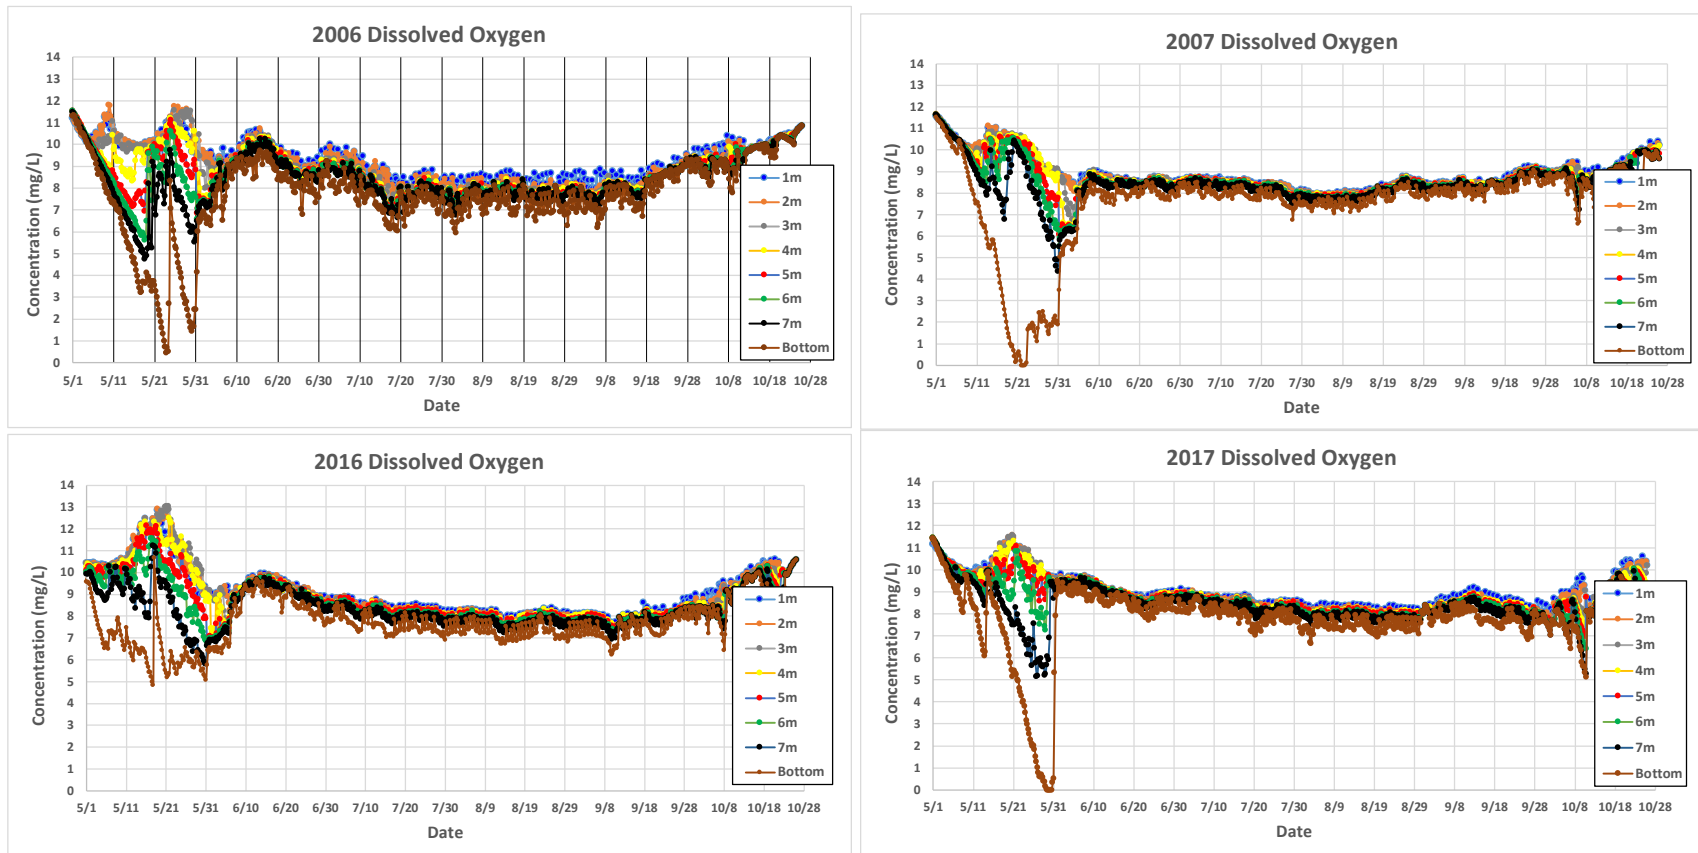 2006 Dissolved Oxygen
Concentration (mg/L)
14
13
12
11
10
9
8
7
6
5
4
3
2
1
0
5/1 5/11 5/21 5/31 6/10 6/20 6/30 7/10 7/20 7/30 8/9 8/19 8/29 9/8 9/18 9/28 10/8 10/18 10/28
Date
1m
2m
3m
4m
5m
6m
7m
Bottom
2007 Dissolved Oxygen
Concentration (mg/L)
14
13
12
11
10
9
8
7
6
5
4
3
2
1
0
5/1 5/11 5/21 5/31 6/10 6/20 6/30 7/10 7/20 7/30 8/9 8/19 8/29 9/8 9/18 9/28 10/8 10/18 10/28
Date
1m
2m
3m
4m
5m
6m
7m
Bottom
2016 Dissolved Oxygen
Concentration (mg/L)
14
13
12
11
10
9
8
7
6
5
4
3
2
1
0
5/1 5/11 5/21 5/31 6/10 6/20 6/30 7/10 7/20 7/30 8/9 8/19 8/29 9/8 9/18 9/28 10/8 10/18 10/28
Date
1m
2m
3m
4m
5m
6m
7m
Bottom
2017 Dissolved Oxygen
Concentration (mg/L)
14
13
12
11
10
9
8
7
6
5
4
3
2
1
0
5/1 5/11 5/21 5/31 6/10 6/20 6/30 7/10 7/20 7/30 8/9 8/19 8/29 9/8 9/18 9/28 10/8 10/18 10/28
Date
1m
2m
3m
4m
5m
6m
7m
Bottom